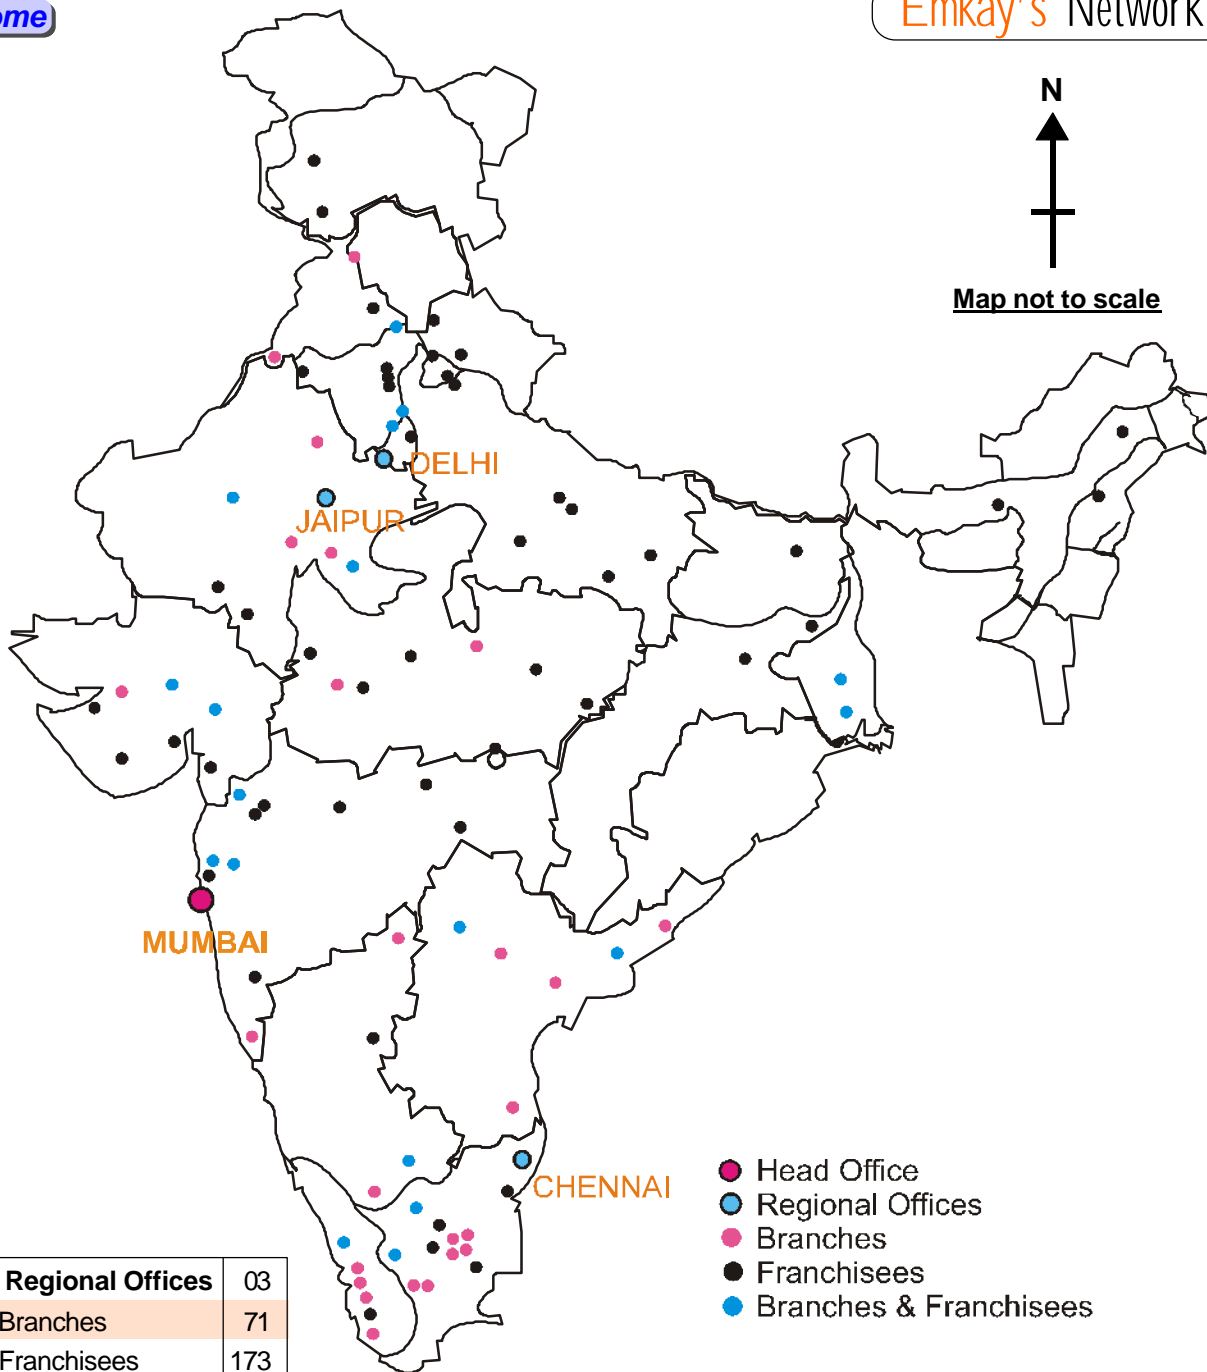 ome
Emkay's Network
N
Map not to scale
DELHI
JAIPUR
MUMBAI
CHENNAI
Head Office
Regional Offices
Branches
Franchisees
Branches & Franchisees
Regional Offices 03
Branches 71
Franchisees 173